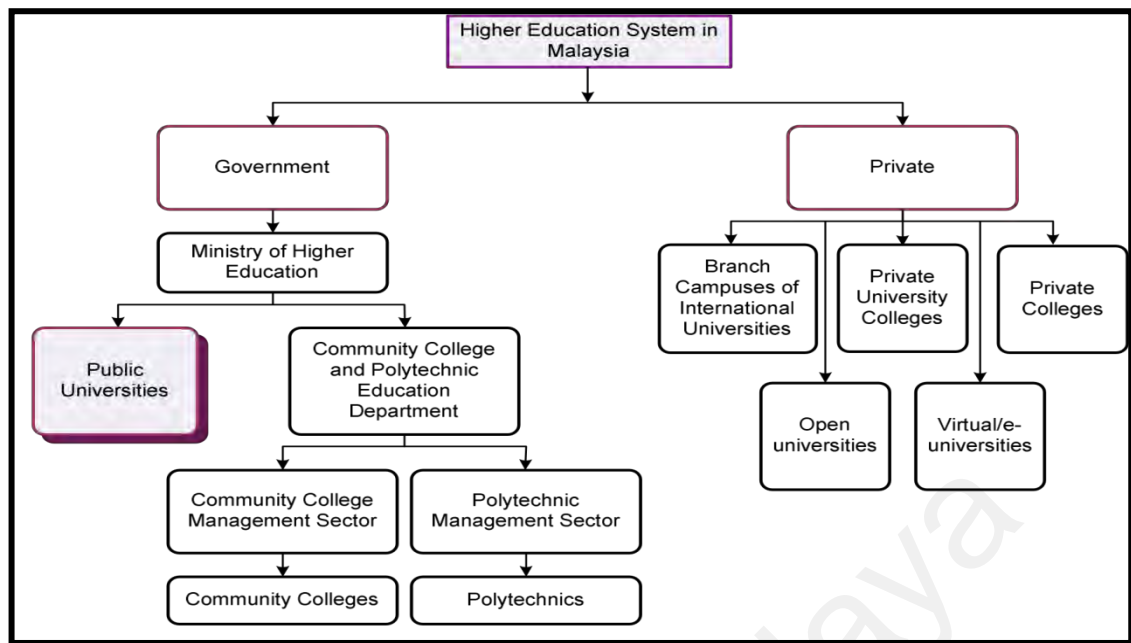 Higher Education System in
Malaysia
Government
Private
Ministry of Higher
Education
Branch
Campuses of
International
Universities
Private
University
Colleges
Private
Colleges
Public
Universities
Community College
and Polytechnic
Education
Department
Open
universities
Virtual/e-
universities
Community College
Management Sector
Polytechnic
Management Sector
Community Colleges
Polytechnics